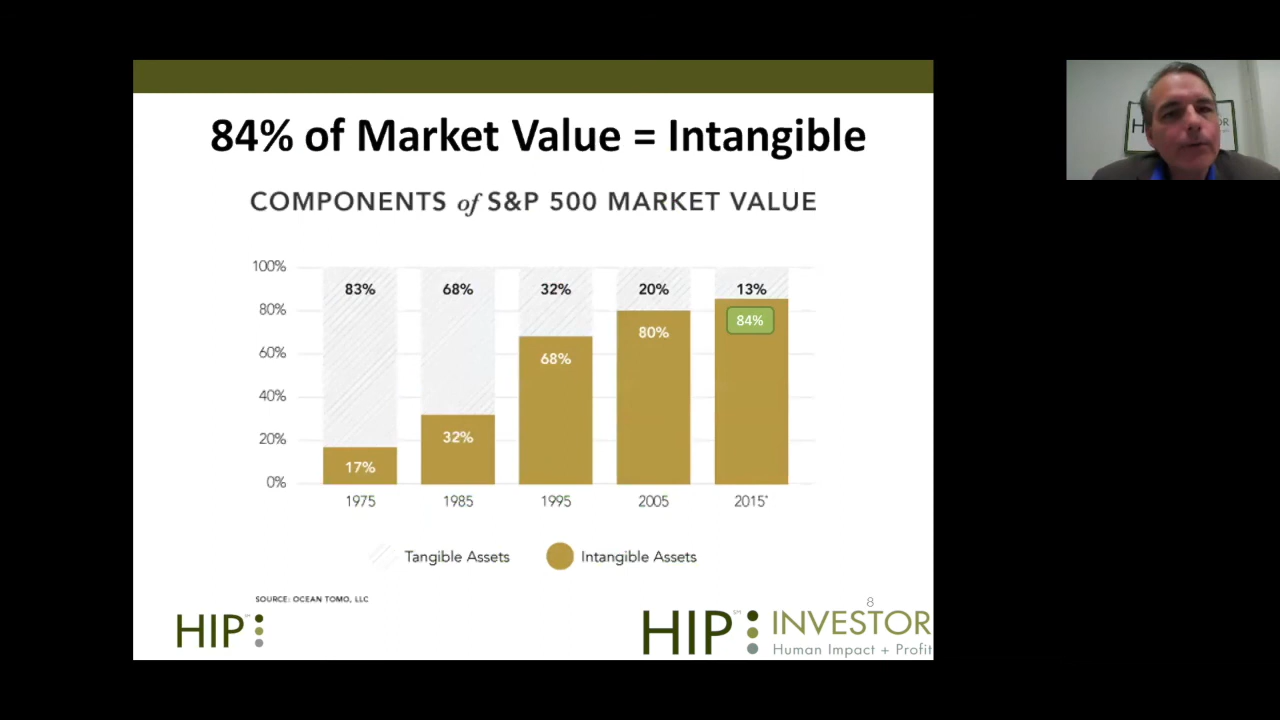 84% of Market Value = Intangible
COMPONENTS of S&P 500 MARKET VALUE
100%
80%
60%
40%
20%
0%
83%
68%
32%
20%
13%
17%
32%
68%
80%
84%
1975
1985
1995
2005
2015*
Tangible Assets
Intangible Assets
SOURCE: OCEAN TOMO, LLC
8
HIP
HIP INVESTOR
Human Impact + Profit